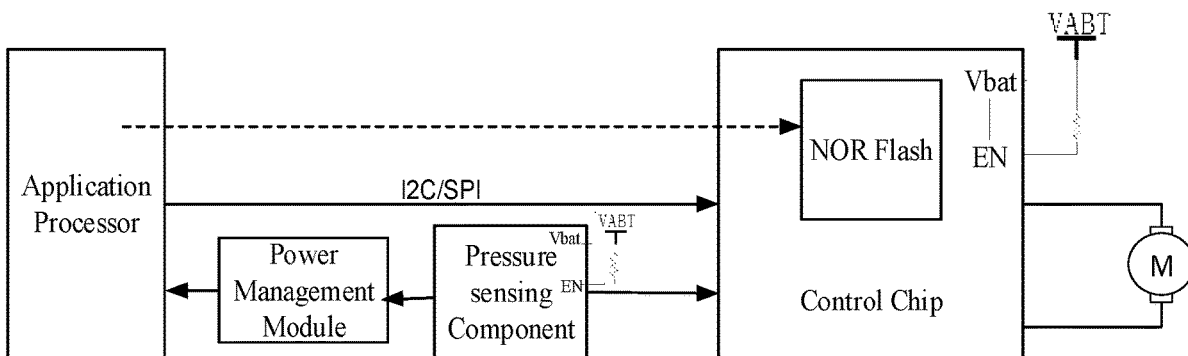 VABT
Vbat
NOR Flash
EN
Application
Processor
I2C/SPI
VABT
Vbat
Power
Management
Module
Pressure
sensing
Component
EN
Control Chip
M